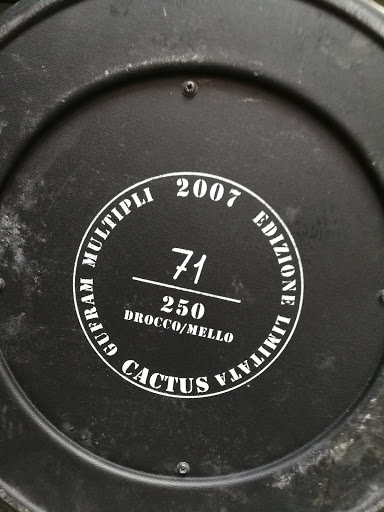 GUFRAM MULTIPLI 2007 EDIZIONE LIMITATA
71
250
DROCCO/MELLO
CACTUS